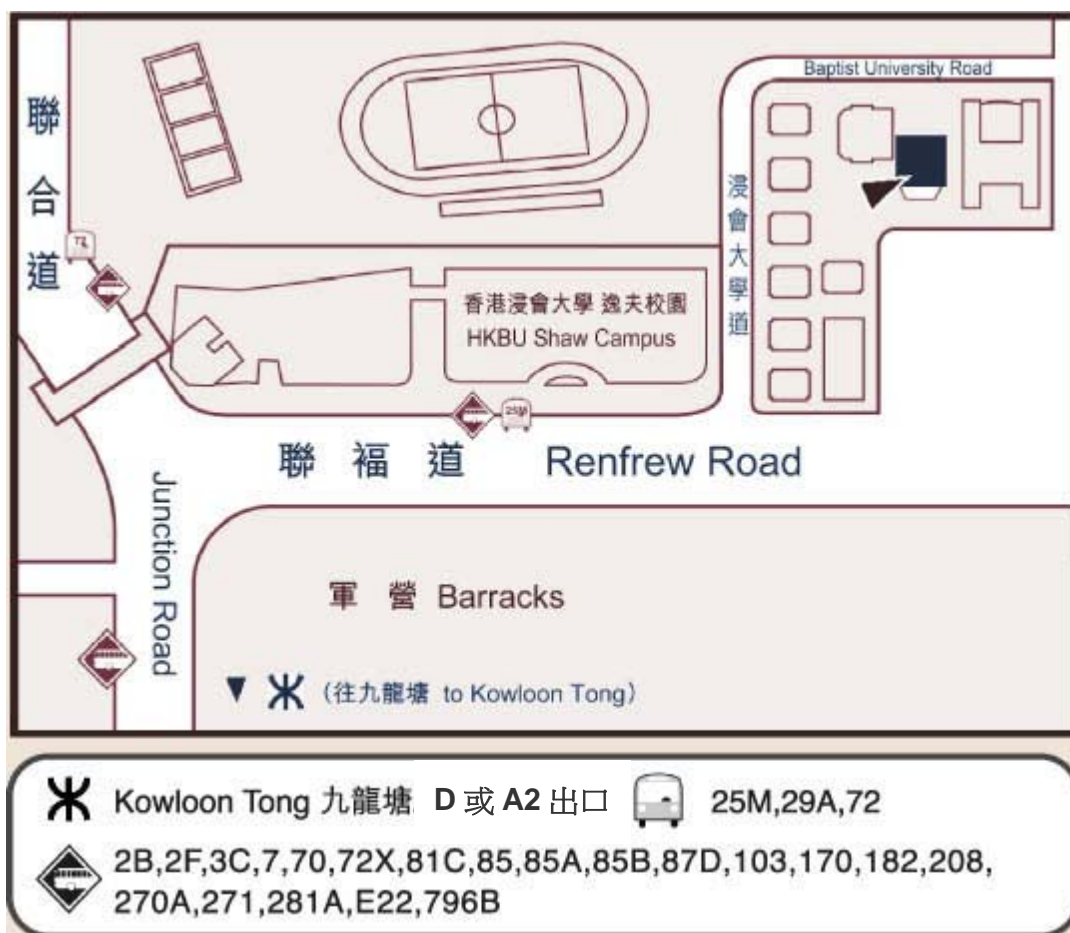 Baptist University Road
聯合道
浸會大學道
72
香港浸會大學 逸夫校園
HKBU Shaw Campus
25M
聯福道 Renfrew Road
Junction Road
軍營 Barracks
(往九龍塘 to Kowloon Tong)
Kowloon Tong 九龍塘 D 或 A2 出口 25M,29A,72
2B,2F,3C,7,70,72X,81C,85,85A,85B,87D,103,170,182,208,
270A,271,281A,E22,796B